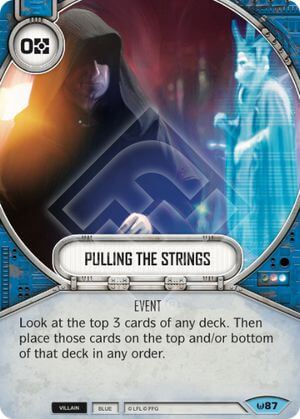 0
PULLING THE STRINGS
EVENT
Look at the top 3 cards of any deck. Then
place those cards on the top and/or bottom
of that deck in any order.
VILLAIN BLUE © LFL © FFG 87